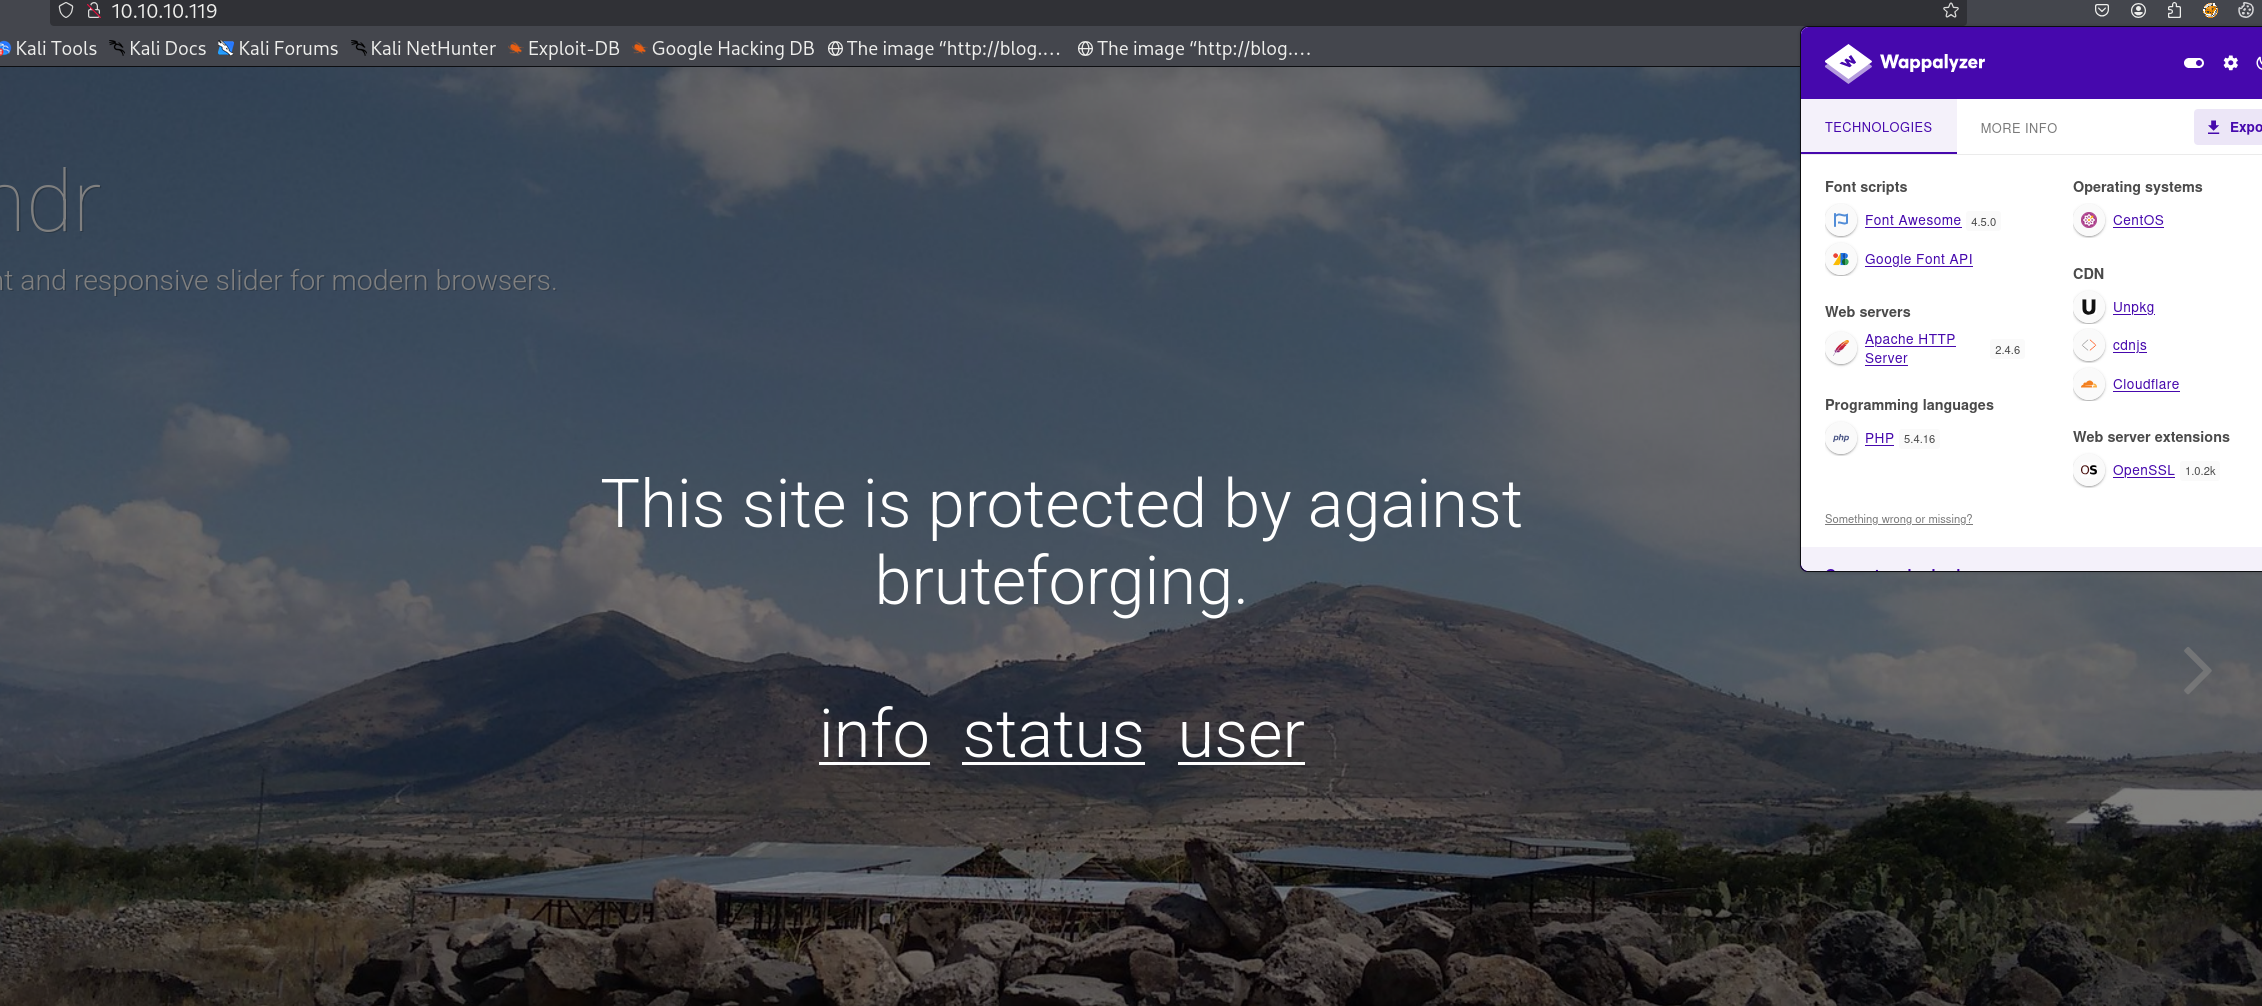 10.10.10.119
Kali Tools Kali Docs Kali Forums Kali NetHunter Exploit-DB Google Hacking DB The image “http://blog.… The image “http://blog.…
Wappalyzer
TECHNOLOGIES MORE INFO Expo
Font scripts
Font Awesome 4.5.0
Google Font API
Web servers
Apache HTTP
Server 2.4.6
Programming languages
php PHP 5.4.16
Something wrong or missing?
Operating systems
CentOS
CDN
U Unpkg
cdnjs
Cloudflare
Web server extensions
OS OpenSSL 1.0.2k
ndr
nt and responsive slider for modern browsers.
This site is protected by against
bruteforging.
info status user